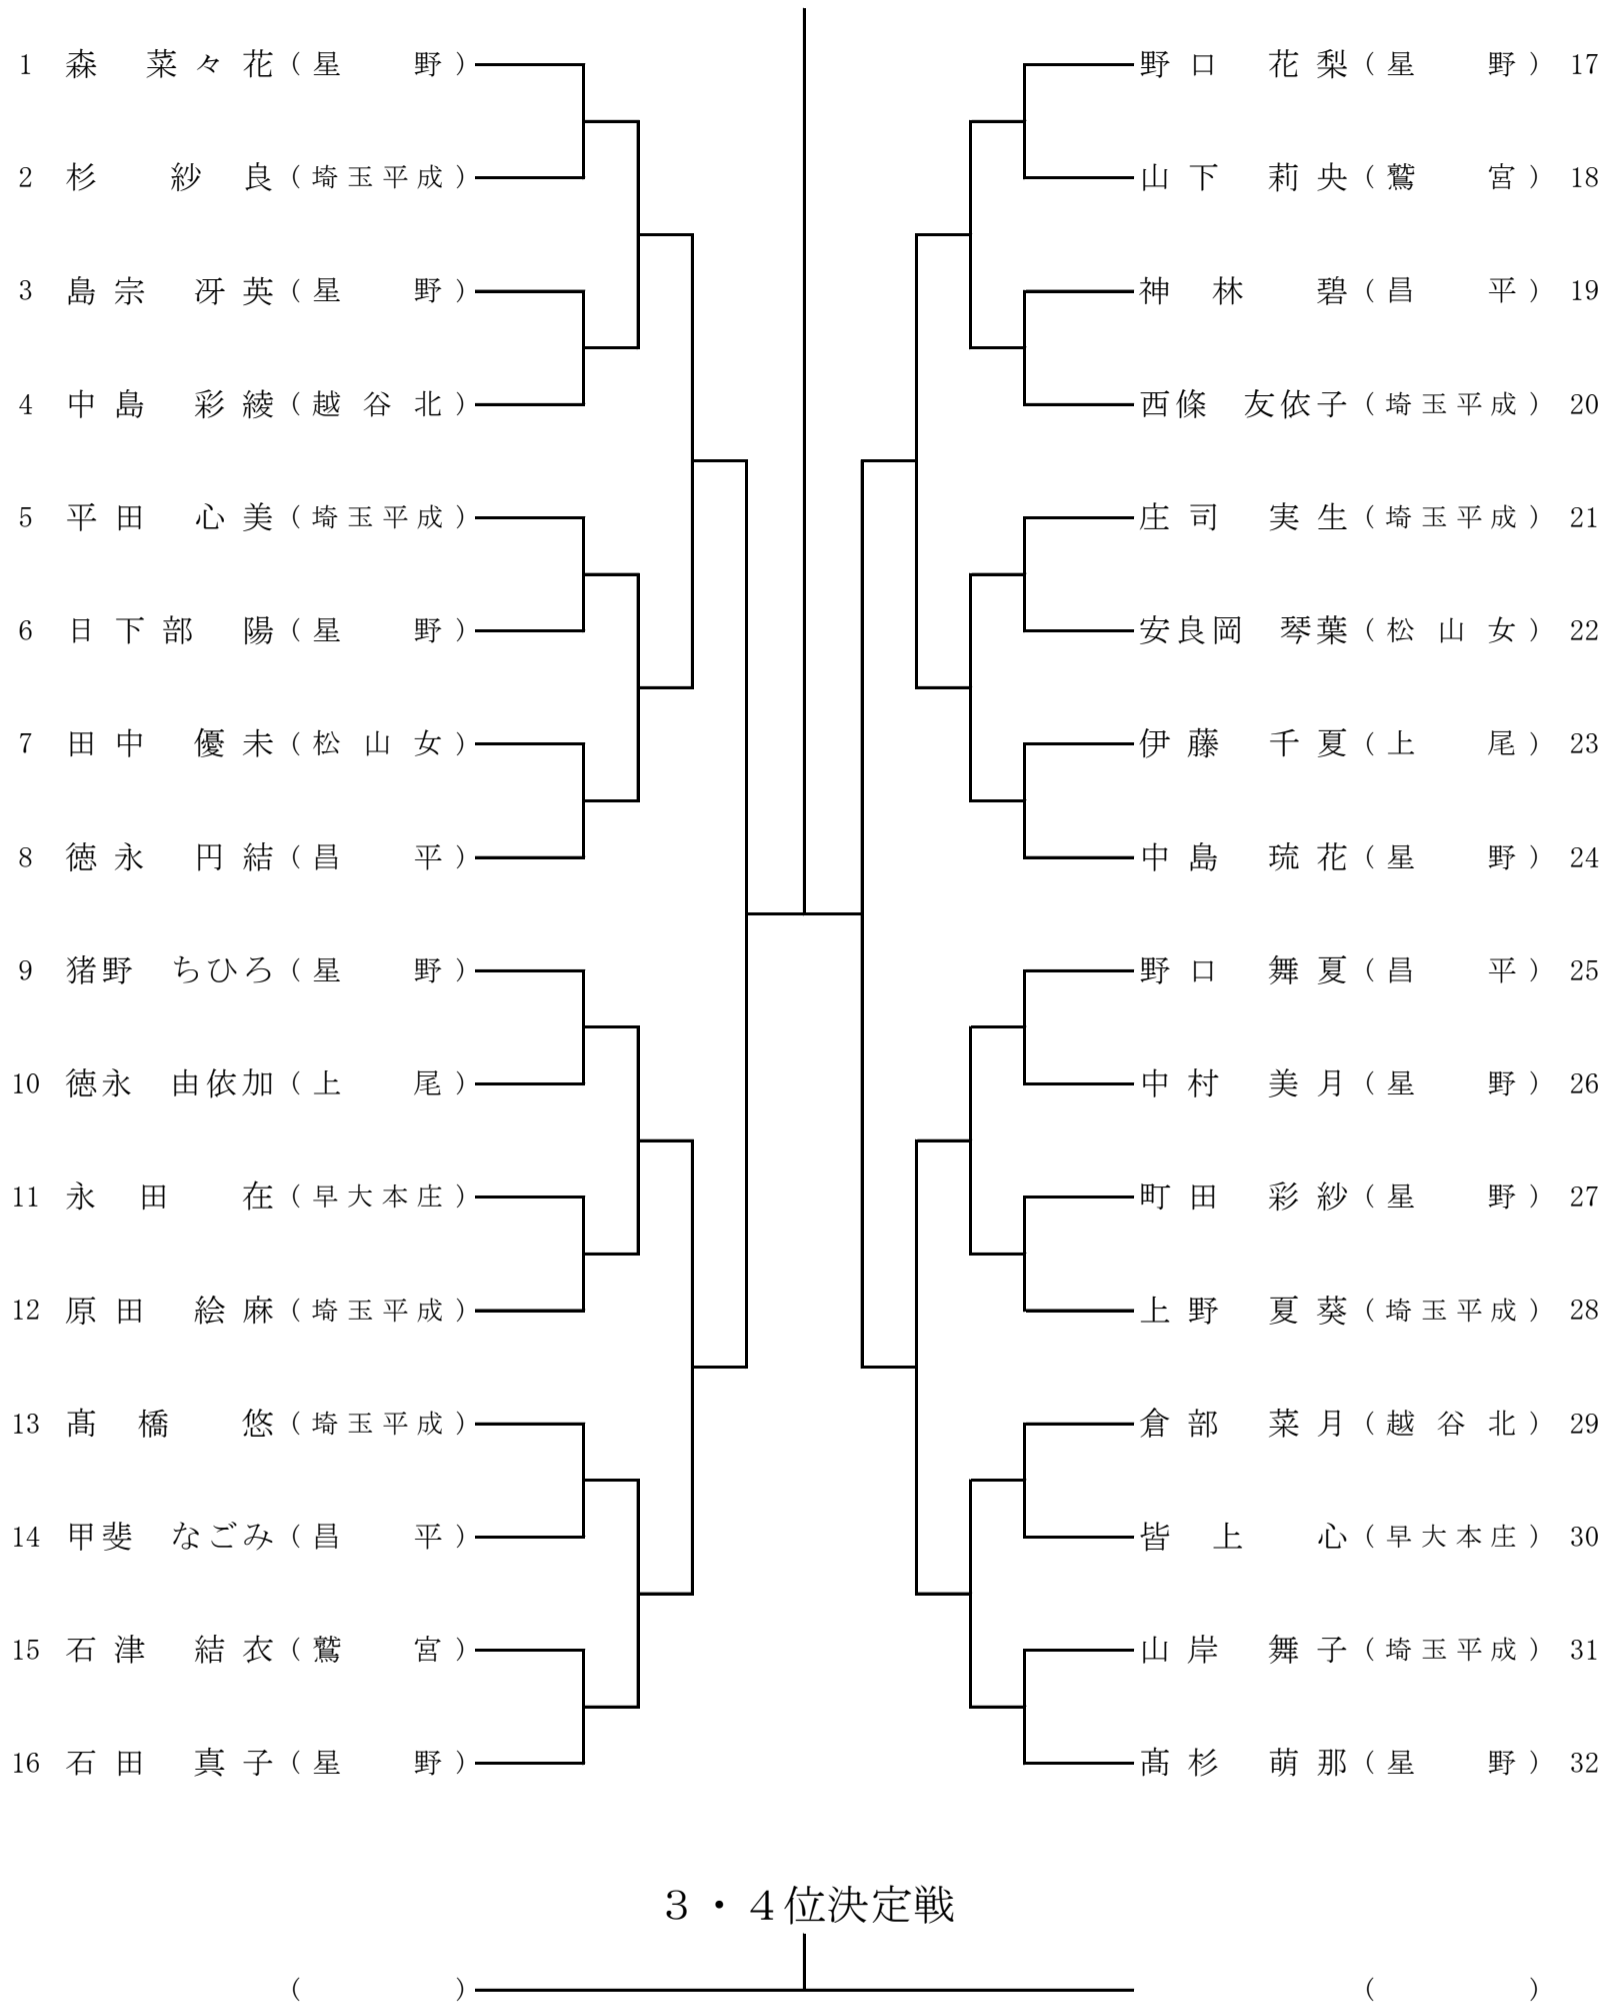 1 森 菜々花（星 野）
2 杉 紗良（埼玉平成）
3 島宗 冴英（星 野）
4 中島 彩綾（越谷北）
5 平田 心美（埼玉平成）
6 日下部 陽（星 野）
7 田中 優未（松山女）
8 徳永 円結（昌 平）
9 猪野 ちひろ（星 野）
10 徳永 由依加（上 尾）
11 永田 在（早大本庄）
12 原田 絵麻（埼玉平成）
13 髙橋 悠（埼玉平成）
14 甲斐 なごみ（昌 平）
15 石津 結衣（鷲 宮）
16 石田 真子（星 野）
野口 花梨（星 野）17
山下 莉央（鷲 宮）18
神林 碧（昌 平）19
西條 友依子（埼玉平成）20
庄司 実生（埼玉平成）21
安良岡 琴葉（松山女）22
伊藤 千夏（上 尾）23
中島 琉花（星 野）24
野口 舞夏（昌 平）25
中村 美月（星 野）26
町田 彩紗（星 野）27
上野 夏葵（埼玉平成）28
倉部 菜月（越谷北）29
皆上 心（早大本庄）30
山岸 舞子（埼玉平成）31
髙杉 萌那（星 野）32
３・４位決定戦
（ ） （ ）